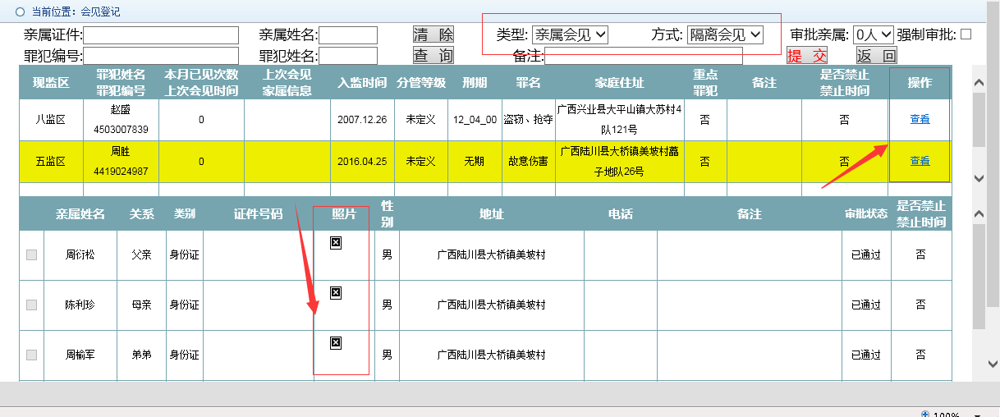 当前位置：会见登记
亲属证件: 亲属姓名: 清 除 类型: 亲属会见 方式: 隔离会见 审批亲属: 0人 强制审批:
罪犯编号: 罪犯姓名: 查 询 备注: 提 交 返 回
现监区 罪犯姓名 罪犯编号 本月已见次数 上次会见时间 上次会见 家属信息 入监时间 分管等级 刑期 罪名 家庭住址 重点 罪犯 备注 是否禁止 禁止时间 操作
八监区 赵盛 4503007839 0 2007.12.26 未定义 12_04_00 盗窃、抢夺 广西兴业县大平山镇大苏村4队121号 否 否 查看
五监区 周胜 4419024987 0 2016.04.25 未定义 无期 故意伤害 广西陆川县大桥镇美坡村藠子地队26号 否 否 查看
亲属姓名 关系 类别 证件号码 照片 性别 地址 电话 备注 审批状态 是否禁止 禁止时间
周衍松 父亲 身份证 男 广西陆川县大桥镇美坡村 已通过 否
陈利珍 母亲 身份证 男 广西陆川县大桥镇美坡村 已通过 否
周榆军 弟弟 身份证 男 广西陆川县大桥镇美坡村 已通过 否
100%